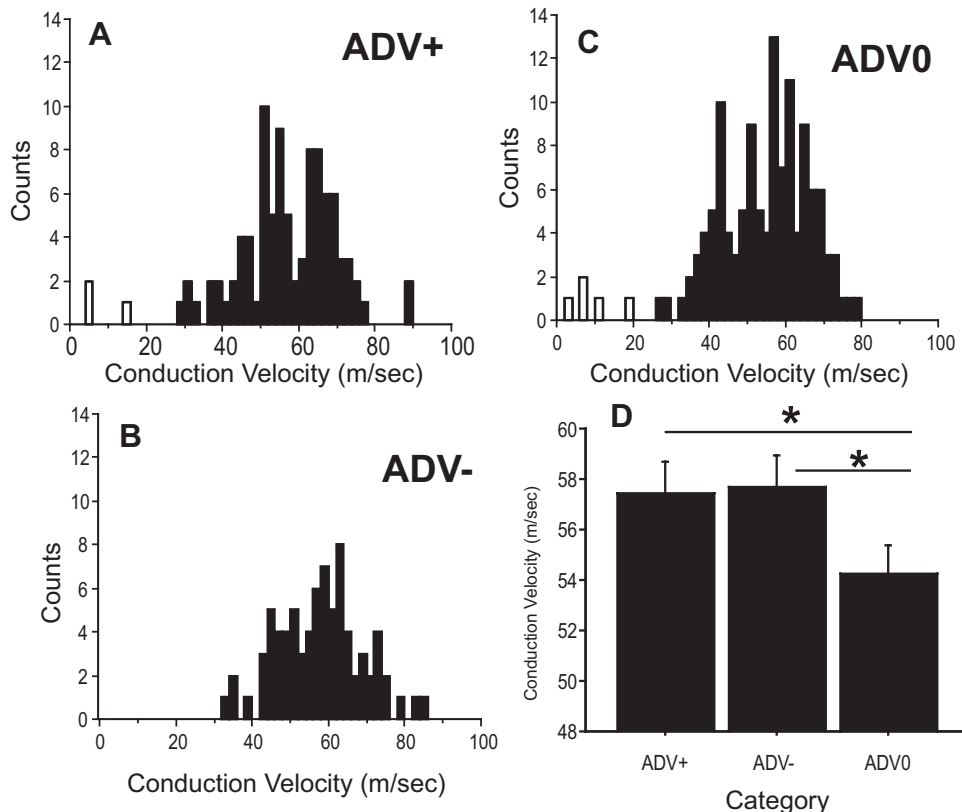 A
ADV+
14
12
10
8
6
4
2
0
Counts
0 20 40 60 80 100
Conduction Velocity (m/sec)
C
ADV0
14
12
10
8
6
4
2
0
Counts
0 20 40 60 80 100
Conduction Velocity (m/sec)
B
ADV-
14
12
10
8
6
4
2
0
Counts
0 20 40 60 80 100
Conduction Velocity (m/sec)
D
*
*
60
58
56
54
52
50
48
Conduction Velocity (m/sec)
ADV+ ADV- ADV0
Category